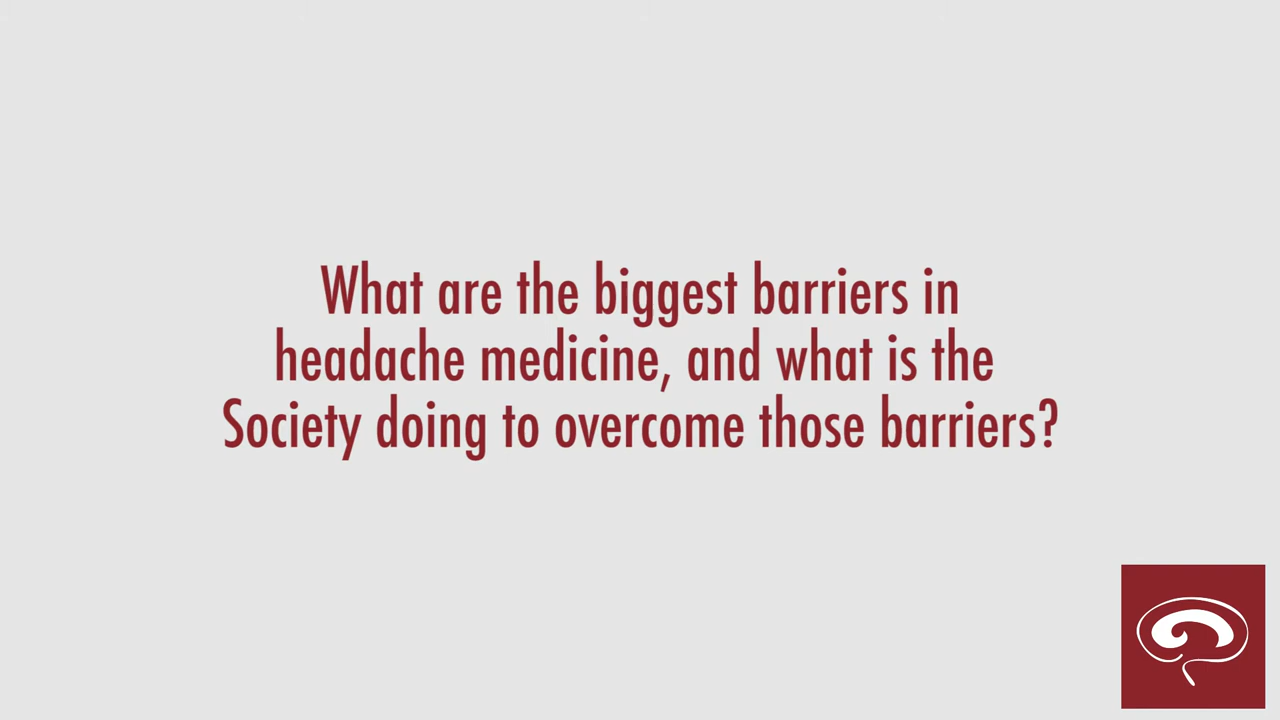 What are the biggest barriers in
headache medicine, and what is the
Society doing to overcome those barriers?